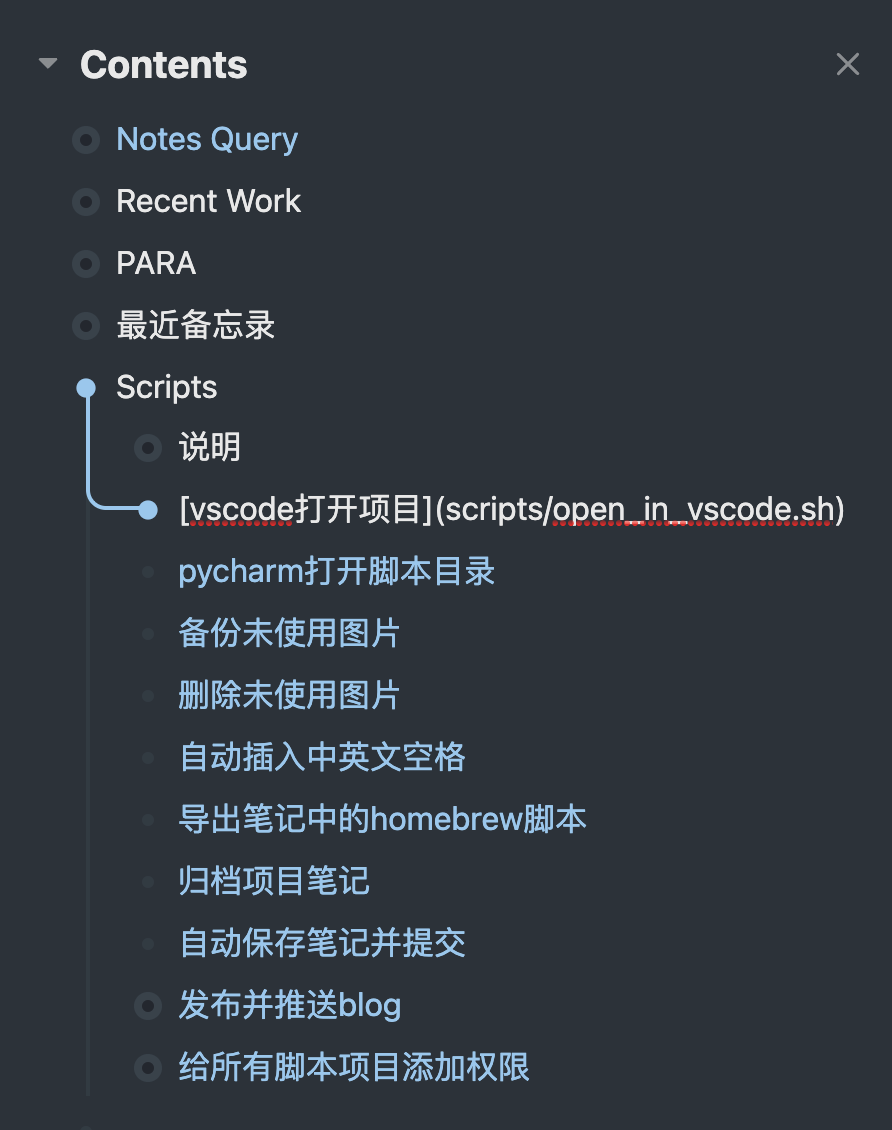 Contents
Notes Query
Recent Work
PARA
最近备忘录
Scripts
说明
[vscode打开项目](scripts/open_in_vscode.sh)
pycharm打开脚本目录
备份未使用图片
删除未使用图片
自动插入中英文空格
导出笔记中的homebrew脚本
归档项目笔记
自动保存笔记并提交
发布并推送blog
给所有脚本项目添加权限